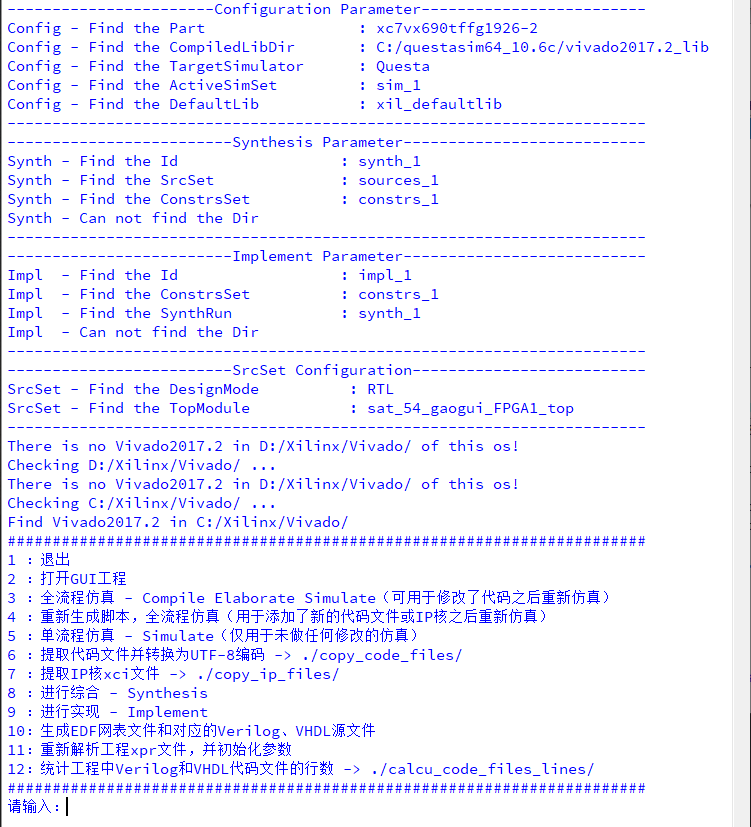 -----------------------Configuration Parameter-------------------------
Config - Find the Part                 : xc7vx690tffg1926-2
Config - Find the CompiledLibDir       : C:/questasim64_10.6c/vivado2017.2_lib
Config - Find the TargetSimulator      : Questa
Config - Find the ActiveSimSet         : sim_1
Config - Find the DefaultLib           : xil_defaultlib
-----------------------------------------------------------------------
-------------------------Synthesis Parameter---------------------------
Synth - Find the Id                  : synth_1
Synth - Find the SrcSet              : sources_1
Synth - Find the ConstrsSet          : constrs_1
Synth - Can not find the Dir
-----------------------------------------------------------------------
-------------------------Implement Parameter---------------------------
Impl  - Find the Id                  : impl_1
Impl  - Find the ConstrsSet          : constrs_1
Impl  - Find the SynthRun            : synth_1
Impl  - Can not find the Dir
-----------------------------------------------------------------------
-------------------------SrcSet Configuration--------------------------
SrcSet - Find the DesignMode          : RTL
SrcSet - Find the TopModule           : sat_54_gaogui_FPGA1_top
-----------------------------------------------------------------------
There is no Vivado2017.2 in D:/Xilinx/Vivado/ of this os!
Checking D:/Xilinx/Vivado/ ...
There is no Vivado2017.2 in D:/Xilinx/Vivado/ of this os!
Checking C:/Xilinx/Vivado/ ...
Find Vivado2017.2 in C:/Xilinx/Vivado/
#######################################################################
1 ：退出
2 ：打开GUI工程
3 ：全流程仿真 - Compile Elaborate Simulate（可用于修改了代码之后重新仿真）
4 ：重新生成脚本，全流程仿真（用于添加了新的代码文件或IP核之后重新仿真）
5 ：单流程仿真 - Simulate（仅用于未做任何修改的仿真）
6 ：提取代码文件并转换为UTF-8编码 -> ./copy_code_files/
7 ：提取IP核xci文件 -> ./copy_ip_files/
8 ：进行综合 - Synthesis
9 ：进行实现 - Implement
10：生成EDF网表文件和对应的Verilog、VHDL源文件
11：重新解析工程xpr文件，并初始化参数
12：统计工程中Verilog和VHDL代码文件的行数 -> ./calcu_code_files_lines/
#######################################################################
请输入：